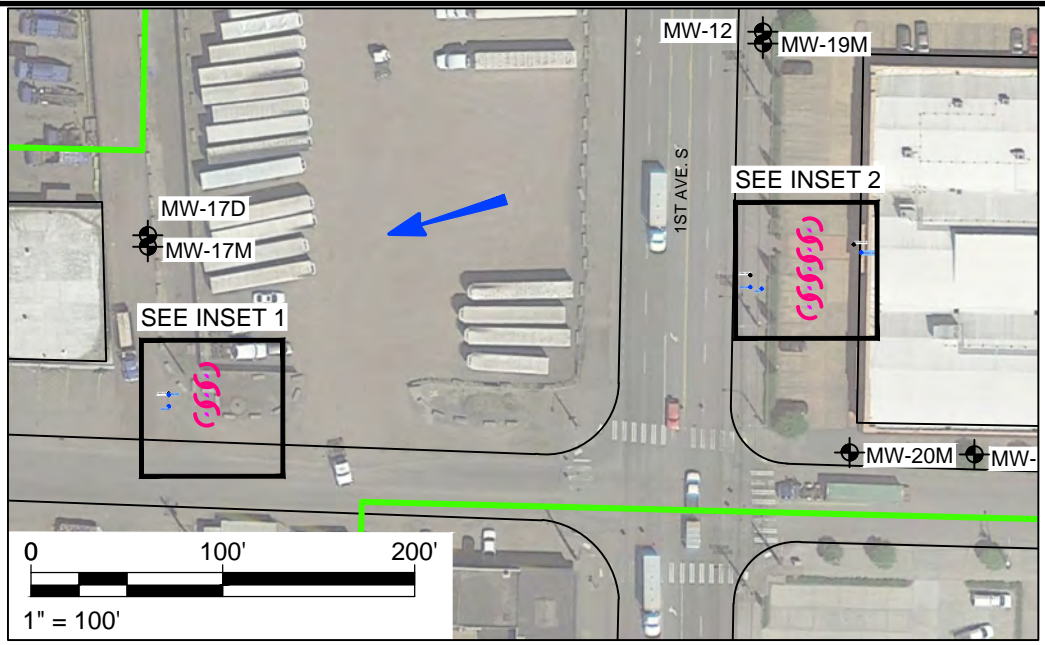 MW-12
MW-19M
1ST AVE. S
SEE INSET 2
MW-17D
MW-17M
SEE INSET 1
MW-20M
MW-
0 100' 200'
1" = 100'